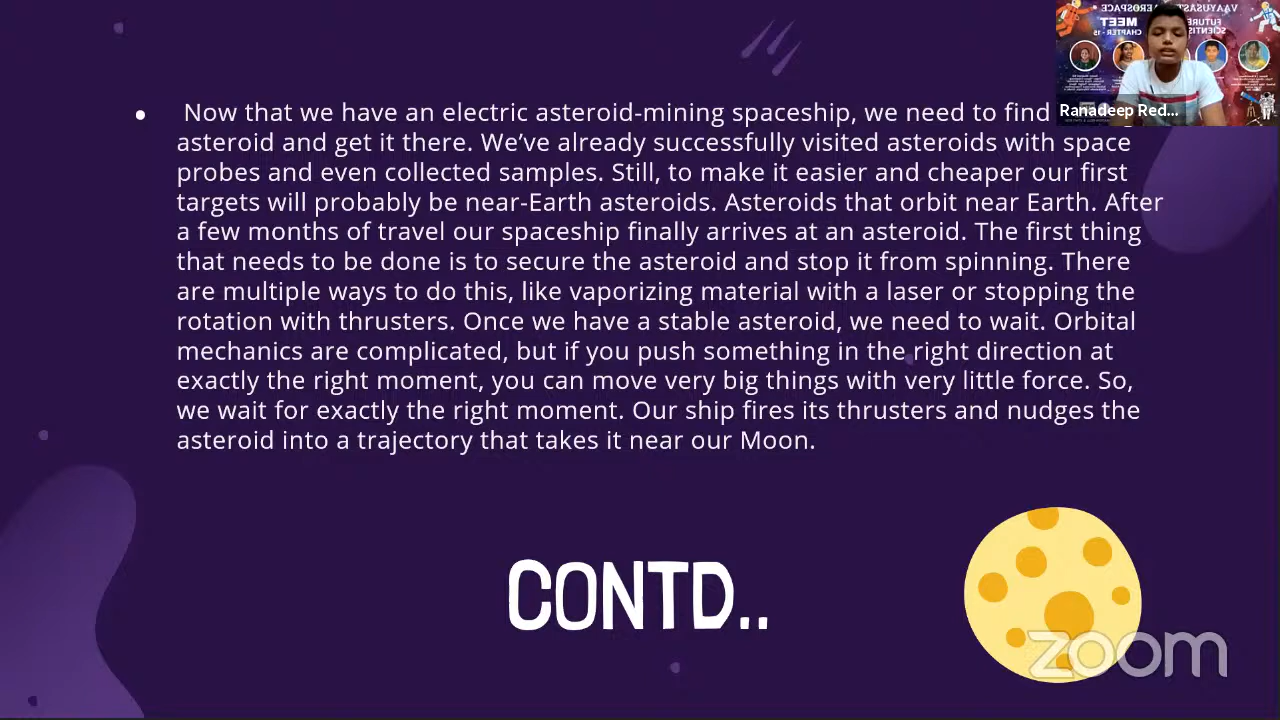 VAAYUSASTRA AEROSPACE
FUTURE
SCIENTIST
MEET
CHAPTER - 15
Ranadeep Red...
● Now that we have an electric asteroid-mining spaceship, we need to find
asteroid and get it there. We’ve already successfully visited asteroids with space
probes and even collected samples. Still, to make it easier and cheaper our first
targets will probably be near-Earth asteroids. Asteroids that orbit near Earth. After
a few months of travel our spaceship finally arrives at an asteroid. The first thing
that needs to be done is to secure the asteroid and stop it from spinning. There
are multiple ways to do this, like vaporizing material with a laser or stopping the
rotation with thrusters. Once we have a stable asteroid, we need to wait. Orbital
mechanics are complicated, but if you push something in the right direction at
exactly the right moment, you can move very big things with very little force. So,
we wait for exactly the right moment. Our ship fires its thrusters and nudges the
asteroid into a trajectory that takes it near our Moon.
CONTD..
zoom